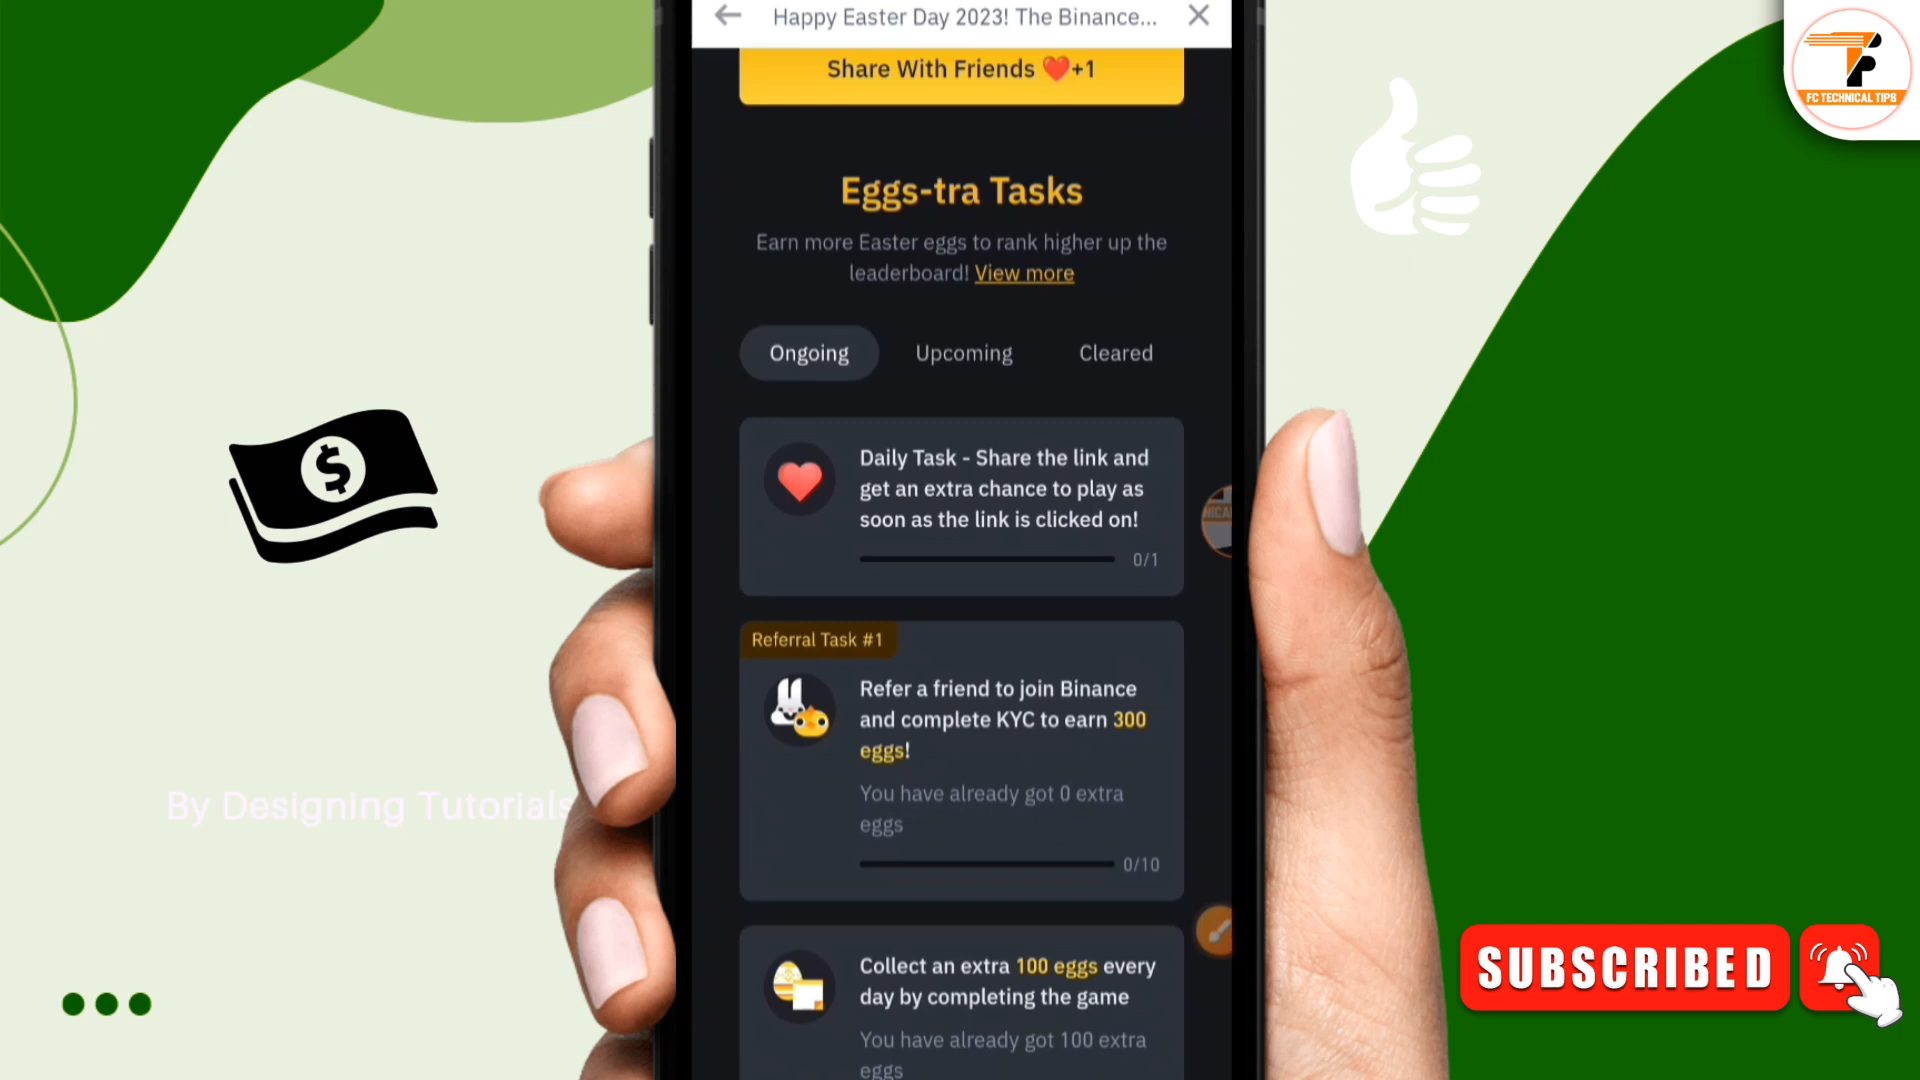 Happy Easter Day 2023! The Binance...
Share With Friends ❤️+1
FC TECHNICAL TIPS
Eggs-tra Tasks
Earn more Easter eggs to rank higher up the
leaderboard! View more
Ongoing
Upcoming
Cleared
Daily Task - Share the link and
get an extra chance to play as
soon as the link is clicked on!
0/1
Referral Task #1
Refer a friend to join Binance
and complete KYC to earn 300
eggs!
You have already got 0 extra
eggs
0/10
By Designing Tutorials
Collect an extra 100 eggs every
day by completing the game
You have already got 100 extra
eggs
SUBSCRIBED